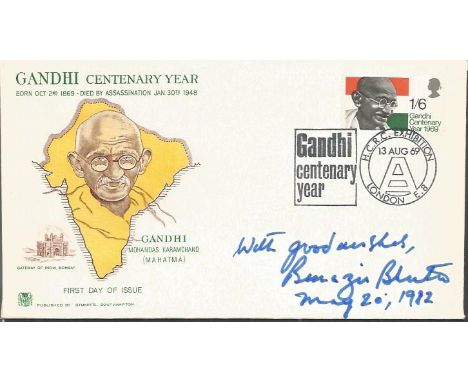 GANDHI CENTENARY YEAR
BORN OCT 2ND 1869 - DIED BY ASSASSINATION JAN 30TH 1948
1/6
Gandhi
Centenary
Year 1969
Gandhi
centenary
year
H.C.R.C. EXHIBITION
13 AUG 69
A
LONDON E.8
GANDHI
MOHANDAS KARAMCHAND
(MAHATMA)
GATEWAY OF INDIA, BOMBAY
FIRST DAY OF ISSUE
PUBLISHED BY STUART'S, SOUTHAMPTON
With good wishes,
Benazir Bhutto
May 20, 1982